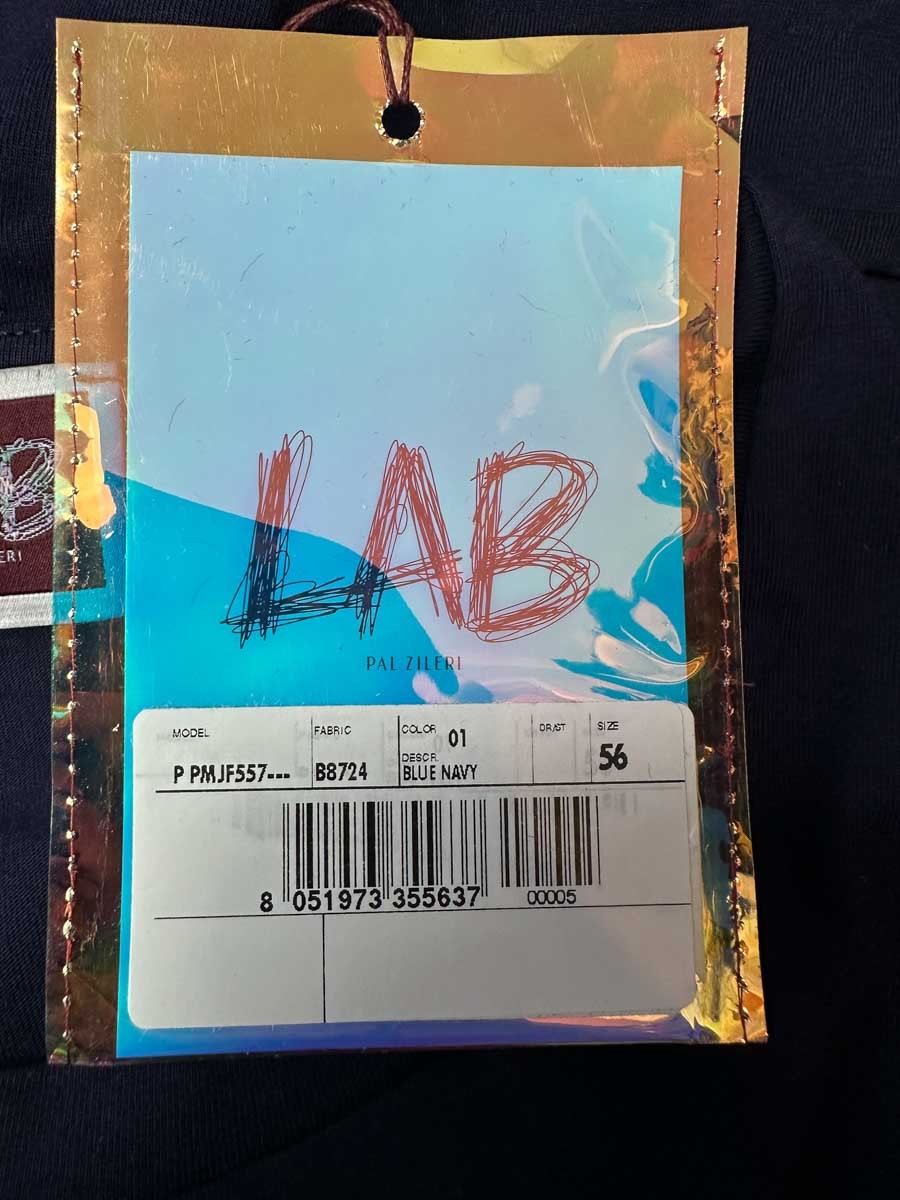 LAB
PAL ZILERI
MODEL FABRIC COLOR 01 DR/ST SIZE
DESCR.
P PMJF557--- B8724 BLUE NAVY 56
8 051973 355637 00005
B
ERI